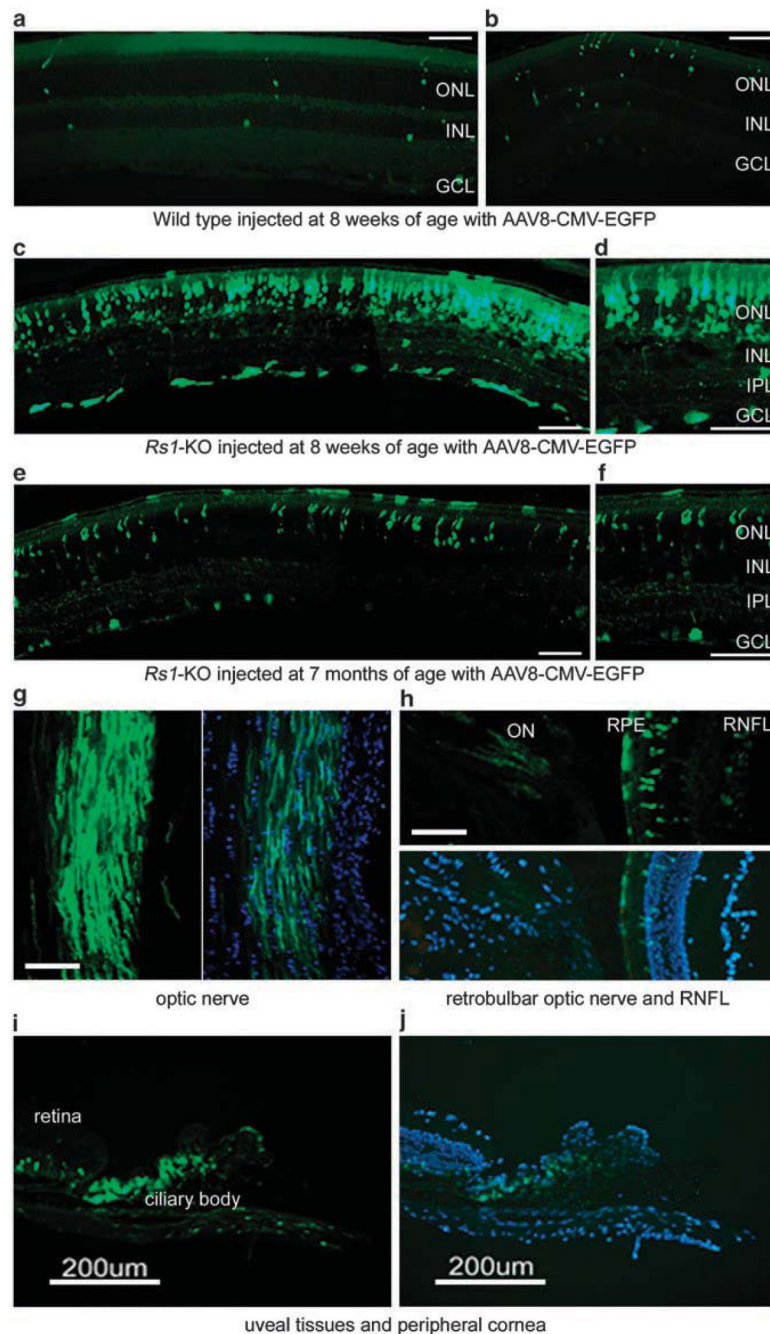 a
b
ONL
INL
GCL
ONL
INL
GCL
Wild type injected at 8 weeks of age with AAV8-CMV-EGFP
c
d
ONL
INL
IPL
GCL
Rs1-KO injected at 8 weeks of age with AAV8-CMV-EGFP
e
f
ONL
INL
IPL
GCL
Rs1-KO injected at 7 months of age with AAV8-CMV-EGFP
g
h
ON
RPE
RNFL
optic nerve
retrobulbar optic nerve and RNFL
i
j
retina
ciliary body
200um
200um
uveal tissues and peripheral cornea